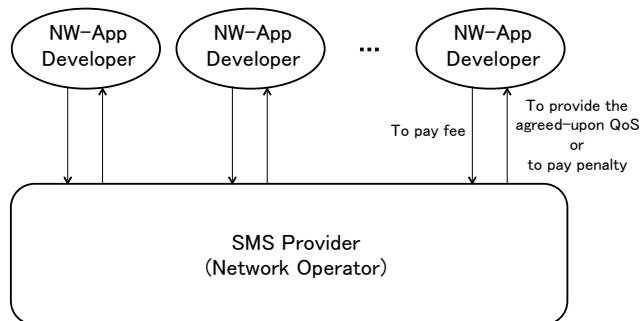 NW-App
Developer
NW-App
Developer
...
NW-App
Developer
To pay fee
To provide the
agreed-upon QoS
or
to pay penalty
SMS Provider
(Network Operator)